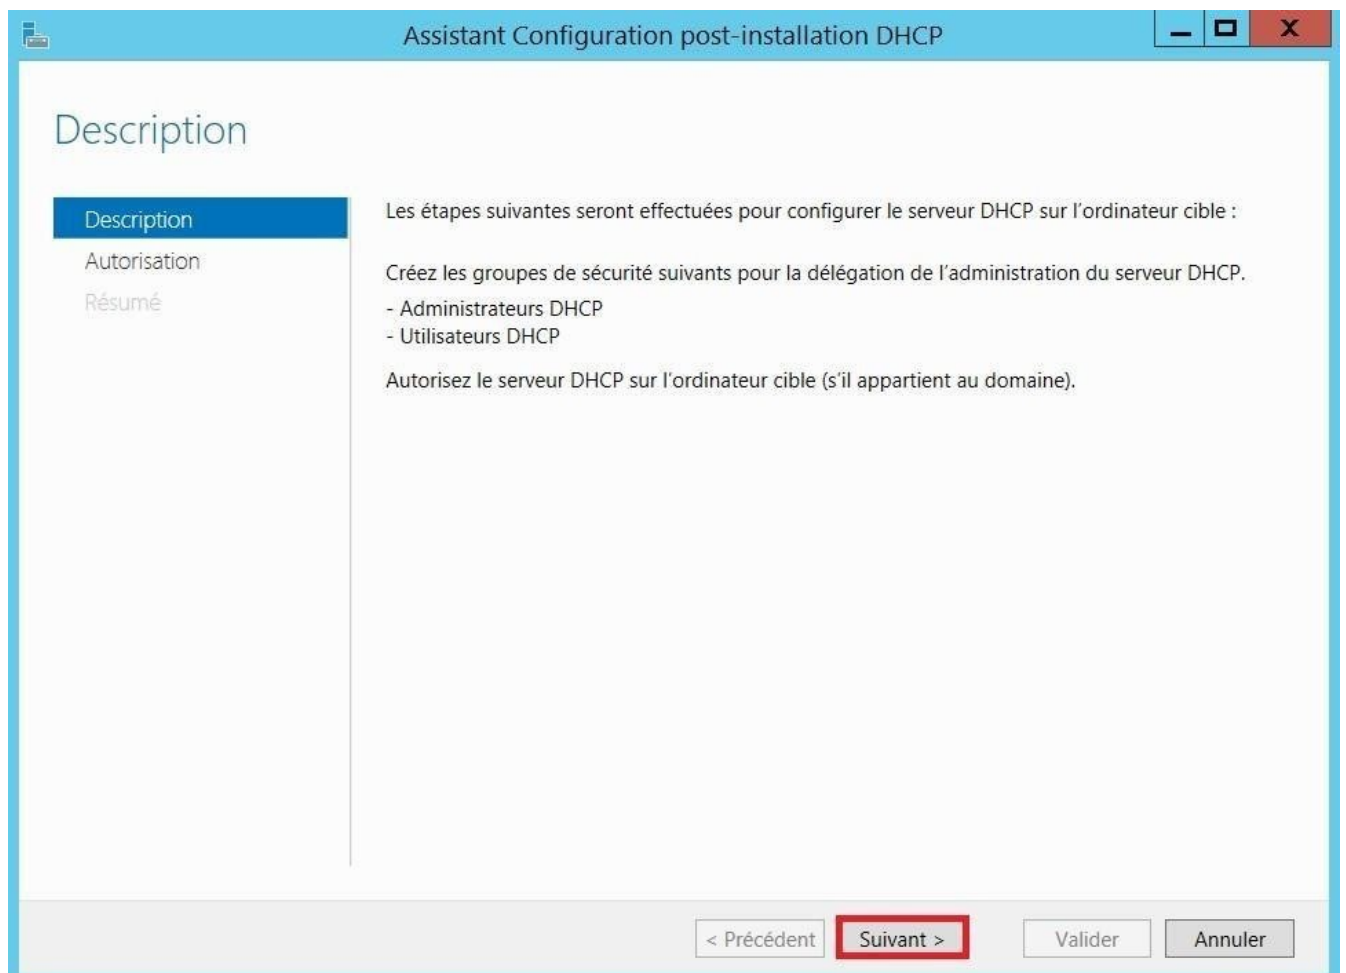 Assistant Configuration post-installation DHCP
X
Description
Description
Autorisation
Résumé
Les étapes suivantes seront effectuées pour configurer le serveur DHCP sur l'ordinateur cible :
Créez les groupes de sécurité suivants pour la délégation de l'administration du serveur DHCP.
- Administrateurs DHCP
- Utilisateurs DHCP
Autorisez le serveur DHCP sur l'ordinateur cible (s'il appartient au domaine).
< Précédent
Suivant >
Valider
Annuler